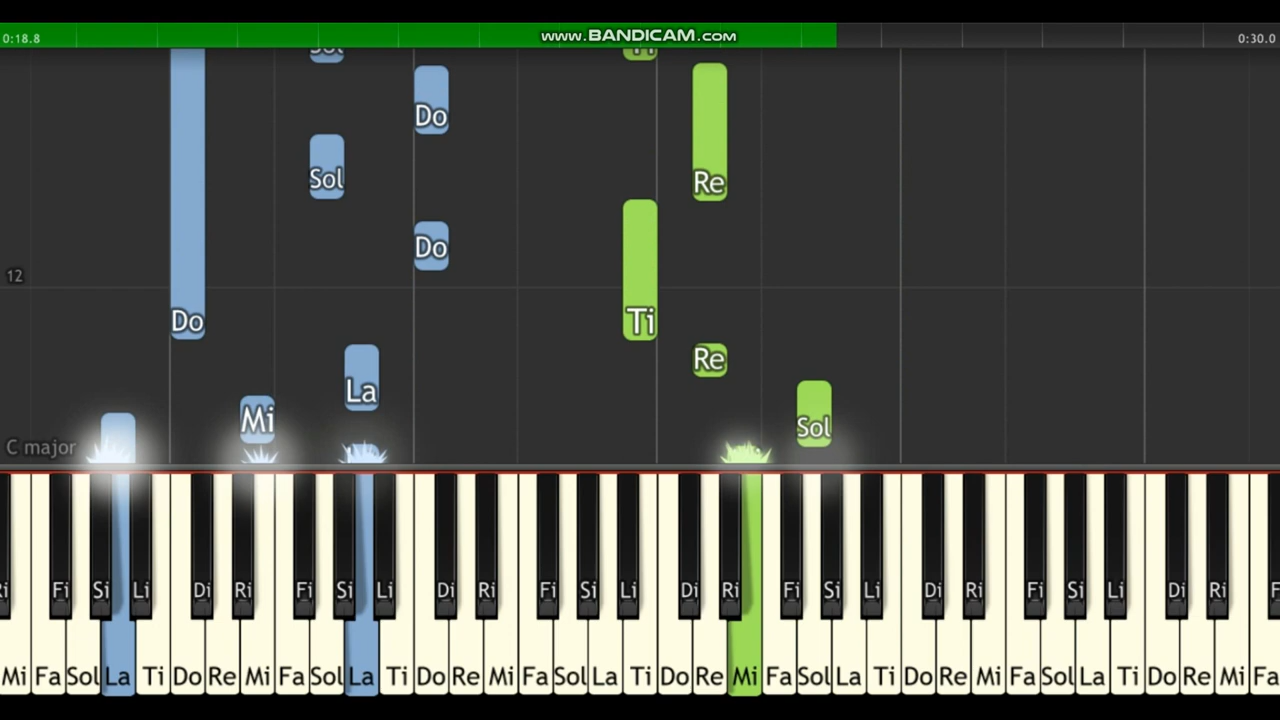 www.BANDICAM.com
0:18.8
0:30.0
Sol Ti
Do
Sol Re
Do
12
Do Ti
Re
La
Mi Sol
C major
Ri Fi Si Li Di Ri Fi Si Li Di Ri Fi Si Li Di Ri Fi Si Li Di Ri Fi Si Li Di Ri F
Mi Fa Sol La Ti Do Re Mi Fa Sol La Ti Do Re Mi Fa Sol La Ti Do Re Mi Fa Sol La Ti Do Re Mi Fa Sol La Ti Do Re Mi Fa